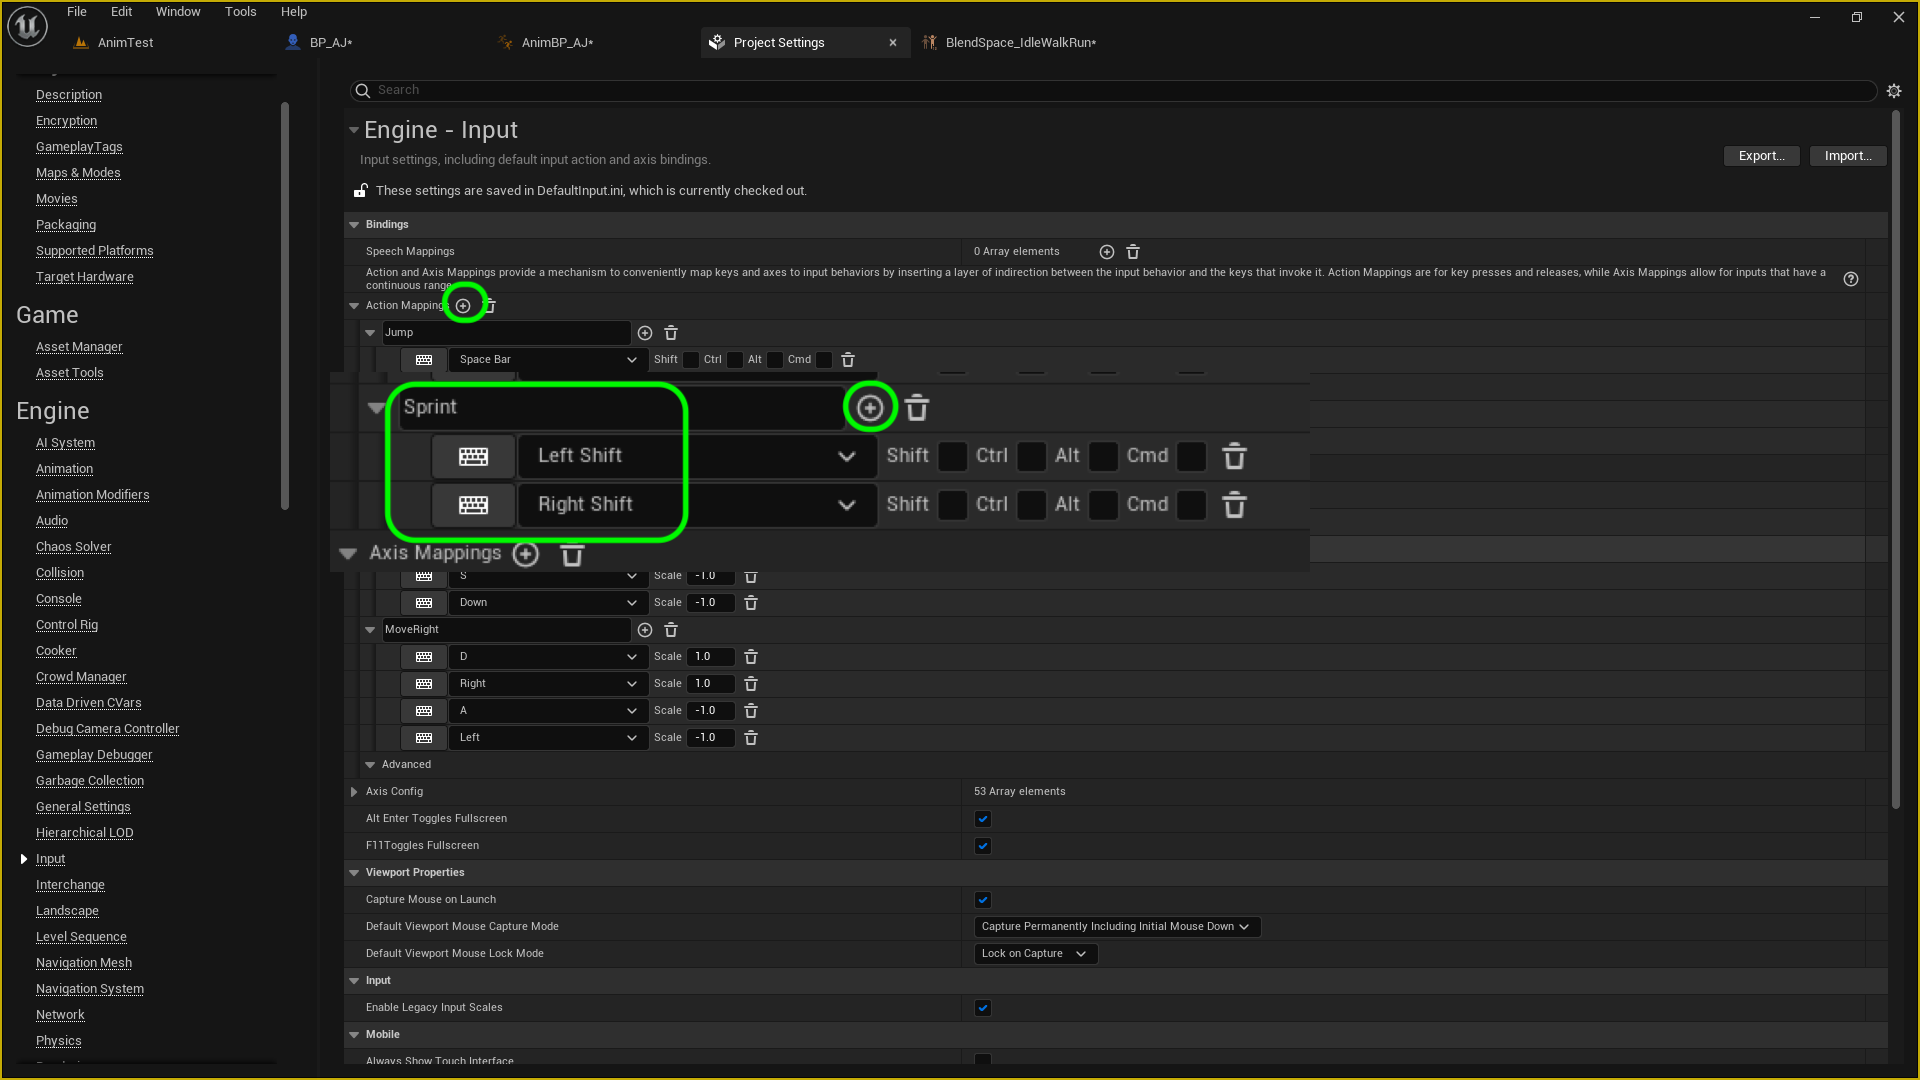 File Edit Window Tools Help
AnimTest BP_AJ* AnimBP_AJ* Project Settings BlendSpace_IdleWalkRun*
Description
Encryption
GameplayTags
Maps & Modes
Movies
Packaging
Supported Platforms
Target Hardware
Game
Asset Manager
Asset Tools
Engine
AI System
Animation
Animation Modifiers
Audio
Chaos Solver
Collision
Console
Control Rig
Cooker
Crowd Manager
Data Driven CVars
Debug Camera Controller
Gameplay Debugger
Garbage Collection
General Settings
Hierarchical LOD
Input
Interchange
Landscape
Level Sequence
Navigation Mesh
Navigation System
Network
Physics
Search
Engine - Input
Input settings, including default input action and axis bindings.
Export... Import...
These settings are saved in DefaultInput.ini, which is currently checked out.
Bindings
Speech Mappings 0 Array elements
Action and Axis Mappings provide a mechanism to conveniently map keys and axes to input behaviors by inserting a layer of indirection between the input behavior and the keys that invoke it. Action Mappings are for key presses and releases, while Axis Mappings allow for inputs that have a
continuous range
Action Mappings
Jump
Space Bar Shift Ctrl Alt Cmd
Sprint
Left Shift Shift Ctrl Alt Cmd
Right Shift Shift Ctrl Alt Cmd
Axis Mappings
S Scale -1.0
Down Scale -1.0
MoveRight
D Scale 1.0
Right Scale 1.0
A Scale -1.0
Left Scale -1.0
Advanced
Axis Config 53 Array elements
Alt Enter Toggles Fullscreen
F11Toggles Fullscreen
Viewport Properties
Capture Mouse on Launch
Default Viewport Mouse Capture Mode Capture Permanently Including Initial Mouse Down
Default Viewport Mouse Lock Mode Lock on Capture
Input
Enable Legacy Input Scales
Mobile
Always Show Touch Interface